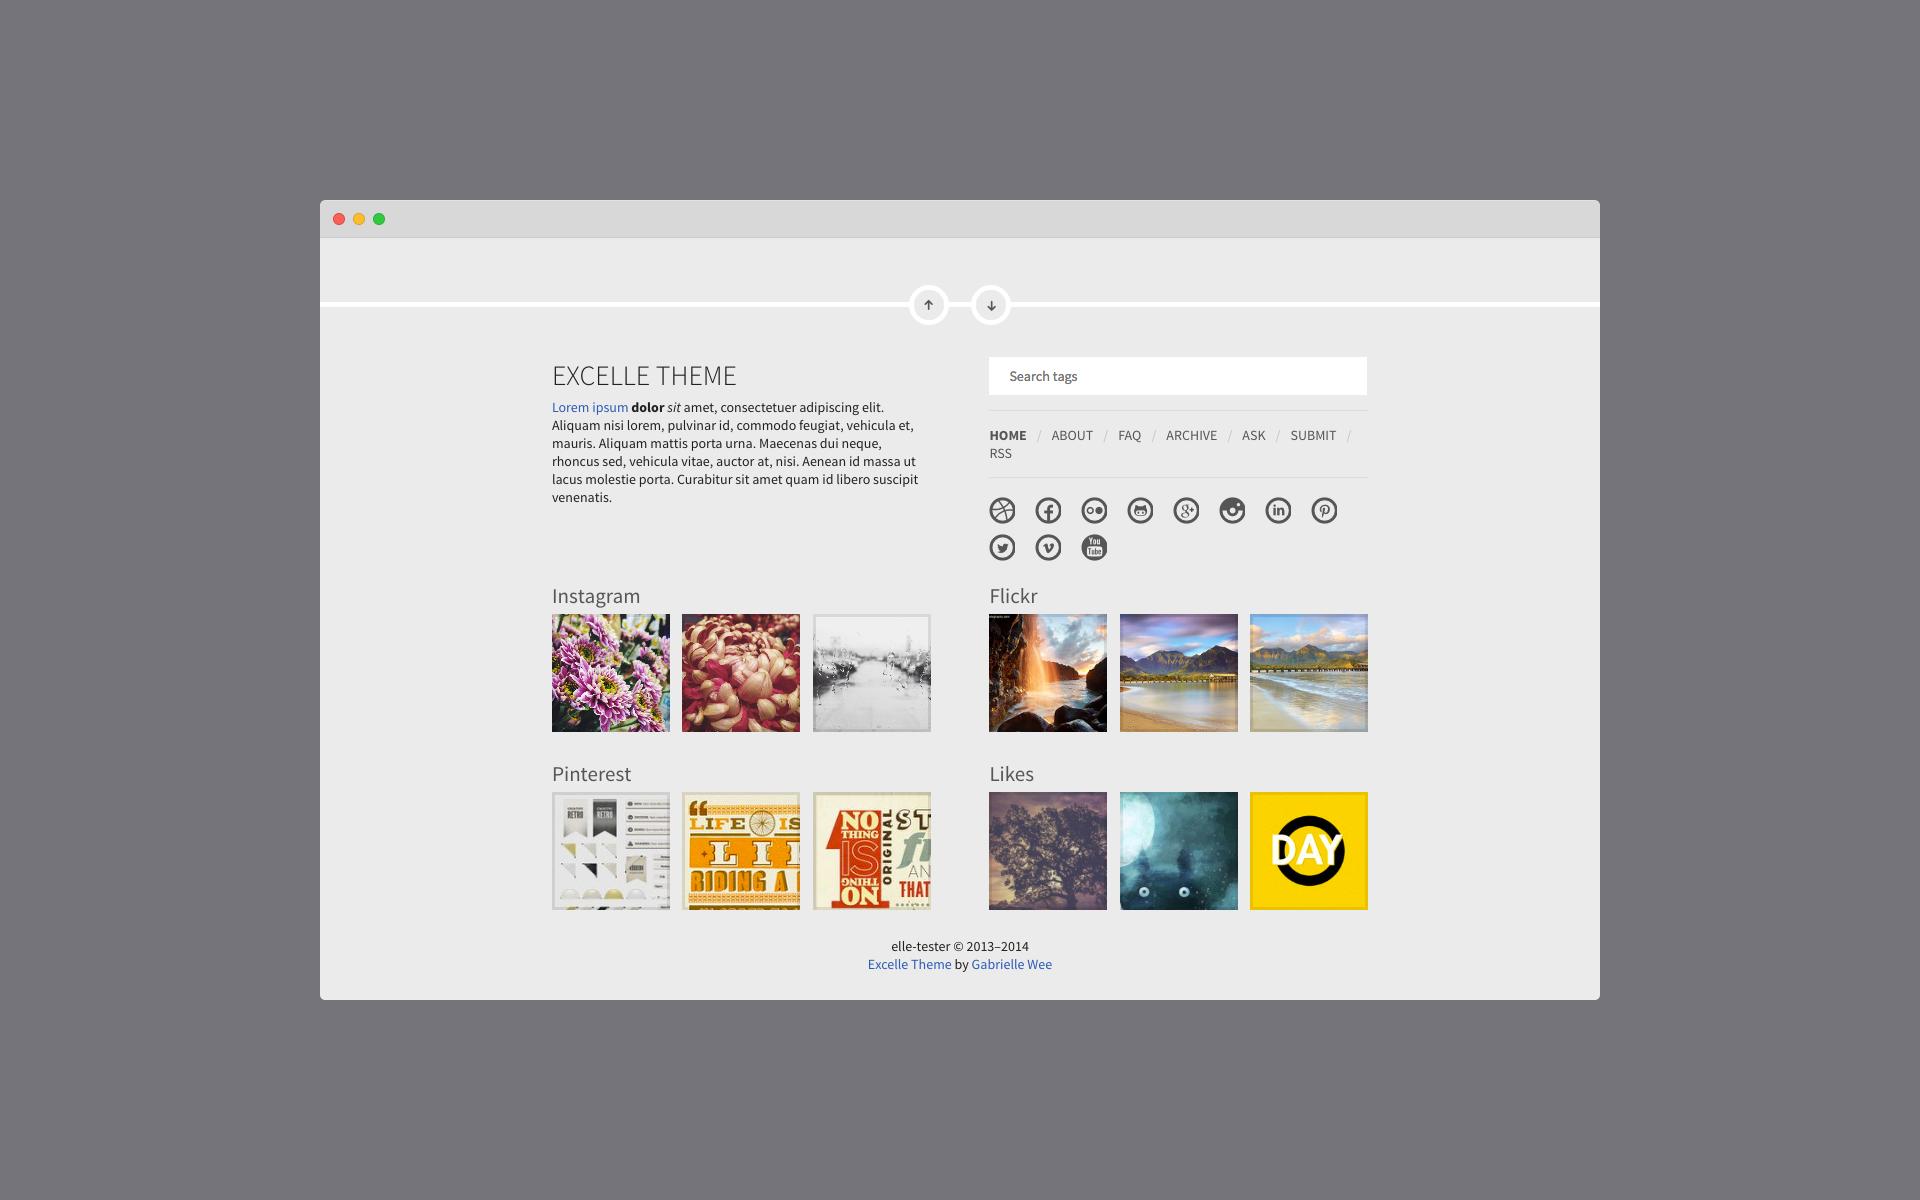 EXCELLE THEME
Lorem ipsum dolor sit amet, consectetuer adipiscing elit.
Aliquam nisi lorem, pulvinar id, commodo feugiat, vehicula et,
mauris. Aliquam mattis porta urna. Maecenas dui neque,
rhoncus sed, vehicula vitae, auctor at, nisi. Aenean id massa ut
lacus molestie porta. Curabitur sit amet quam id libero suscipit
venenatis.
Search tags
HOME / ABOUT / FAQ / ARCHIVE / ASK / SUBMIT /
RSS
You
Tube
Instagram
Flickr
Pinterest
RETRO
RETRO
“
LIFE IS
LI
RIDING A
NO
THING
IS
ORIGINAL
NOTHING
ST
AN
THAT
Likes
DAY
elle-tester © 2013–2014
Excelle Theme by Gabrielle Wee